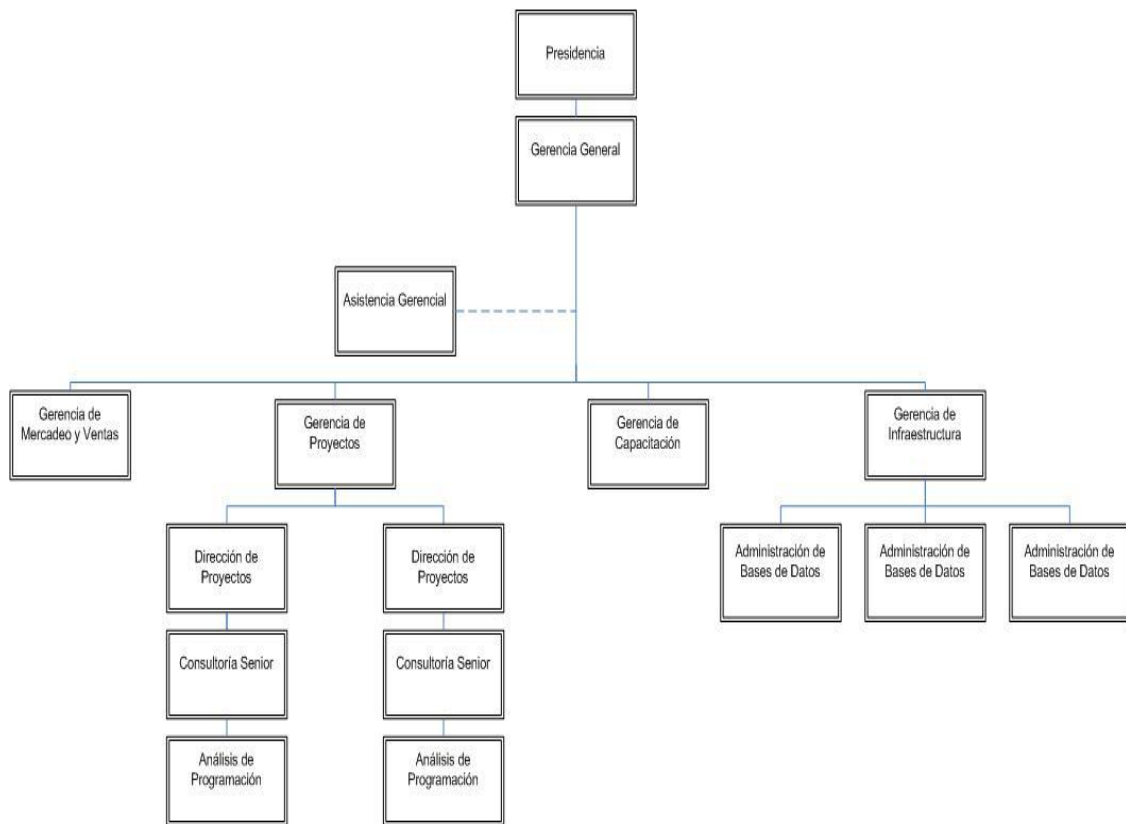 Presidencia
Gerencia General
Asistencia Gerencial
Gerencia de
Mercadeo y Ventas
Gerencia de
Proyectos
Gerencia de
Capacitación
Gerencia de
Infraestructura
Dirección de
Proyectos
Dirección de
Proyectos
Administración de
Bases de Datos
Administración de
Bases de Datos
Administración de
Bases de Datos
Consultoría Senior
Consultoría Senior
Análisis de
Programación
Análisis de
Programación